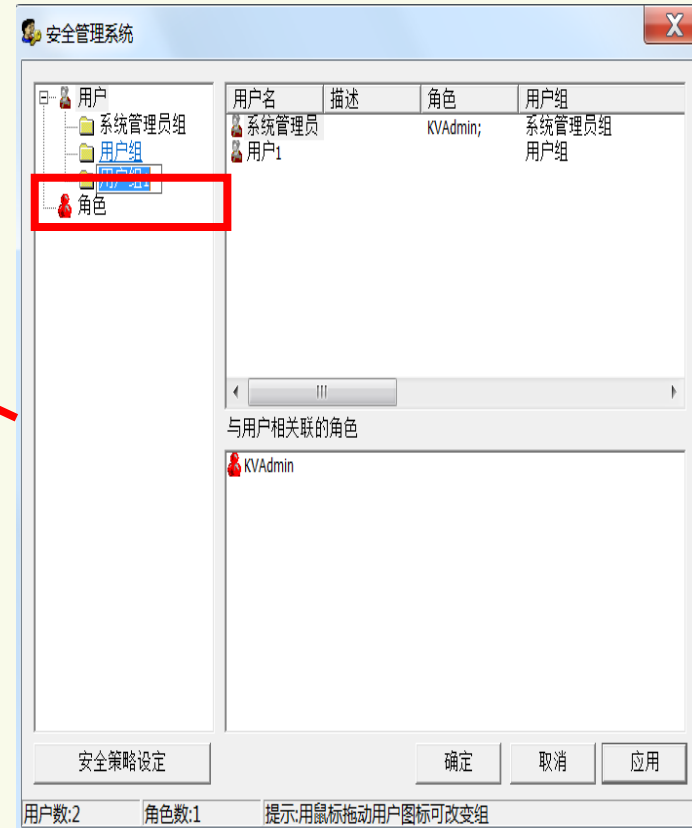 安全管理系统
用户
系统管理员组
用户组
用户组1
角色
用户名 描述 角色 用户组
系统管理员 KVAdmin; 系统管理员组
用户1 用户组
与用户相关联的角色
KVAdmin
安全策略设定 确定 取消 应用
用户数:2 角色数:1 提示:用鼠标拖动用户图标可改变组